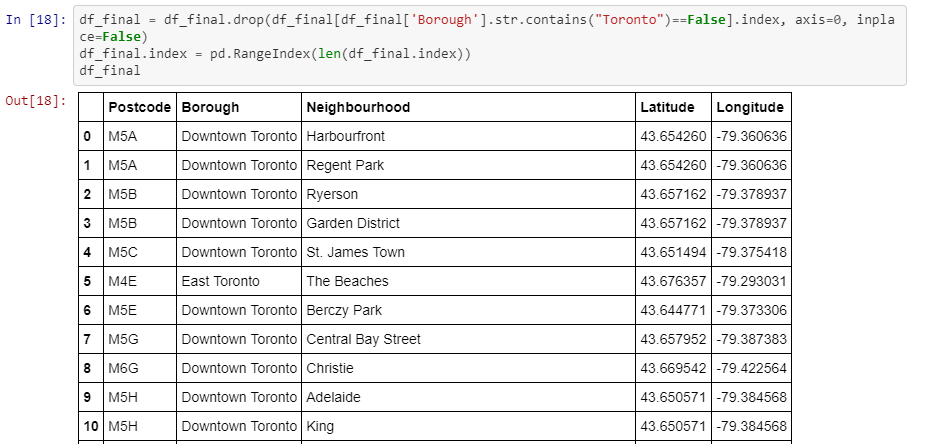 In [18]: df_final = df_final.drop(df_final[df_final['Borough'].str.contains("Toronto")==False].index, axis=0, inpla
ce=False)
df_final.index = pd.RangeIndex(len(df_final.index))
df_final
Out[18]:
Postcode Borough Neighbourhood Latitude Longitude
0 M5A Downtown Toronto Harbourfront 43.654260 -79.360636
1 M5A Downtown Toronto Regent Park 43.654260 -79.360636
2 M5B Downtown Toronto Ryerson 43.657162 -79.378937
3 M5B Downtown Toronto Garden District 43.657162 -79.378937
4 M5C Downtown Toronto St. James Town 43.651494 -79.375418
5 M4E East Toronto The Beaches 43.676357 -79.293031
6 M5E Downtown Toronto Berczy Park 43.644771 -79.373306
7 M5G Downtown Toronto Central Bay Street 43.657952 -79.387383
8 M6G Downtown Toronto Christie 43.669542 -79.422564
9 M5H Downtown Toronto Adelaide 43.650571 -79.384568
10 M5H Downtown Toronto King 43.650571 -79.384568